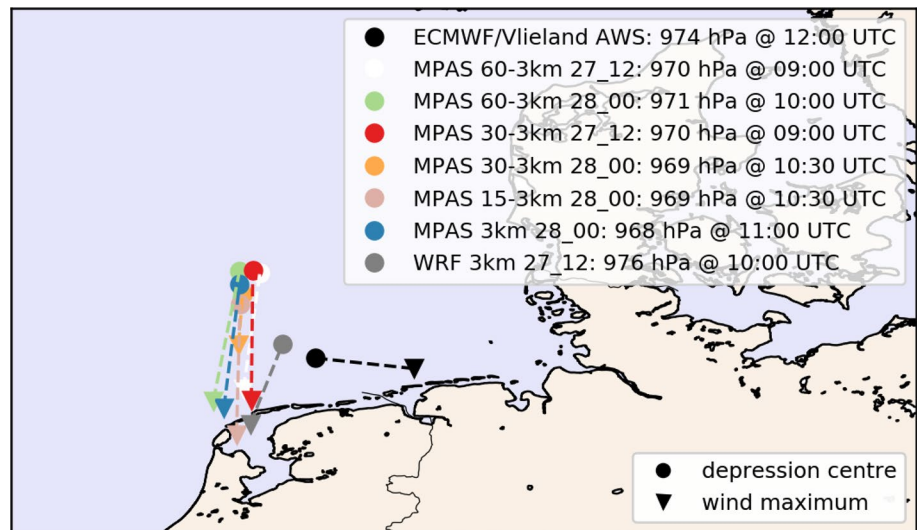 ECMWF/Vlieland AWS: 974 hPa @ 12:00 UTC
MPAS 60-3km 27_12: 970 hPa @ 09:00 UTC
MPAS 60-3km 28_00: 971 hPa @ 10:00 UTC
MPAS 30-3km 27_12: 970 hPa @ 09:00 UTC
MPAS 30-3km 28_00: 969 hPa @ 10:30 UTC
MPAS 15-3km 28_00: 969 hPa @ 10:30 UTC
MPAS 3km 28_00: 968 hPa @ 11:00 UTC
WRF 3km 27_12: 976 hPa @ 10:00 UTC
depression centre
wind maximum